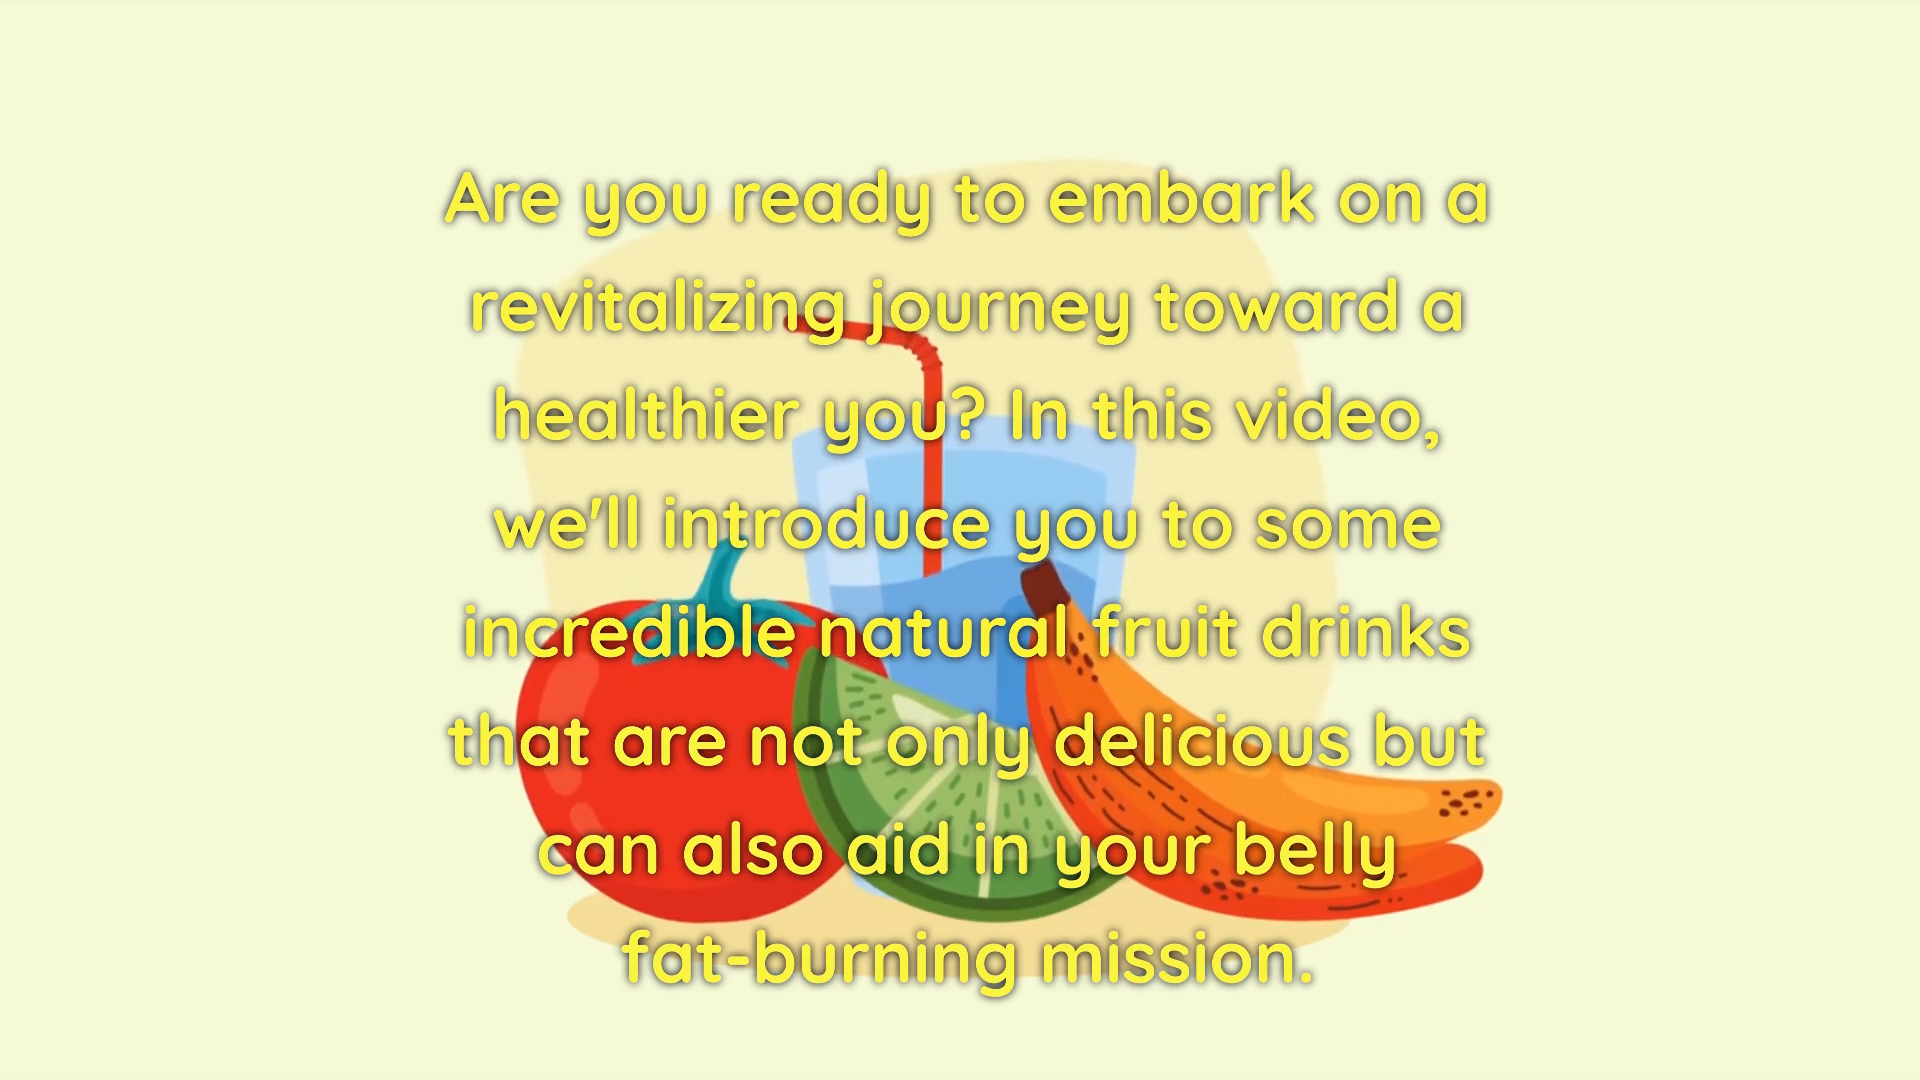 Are you ready to embark on a
revitalizing journey toward a
healthier you? In this video,
we'll introduce you to some
incredible natural fruit drinks
that are not only delicious but
can also aid in your belly
fat-burning mission.